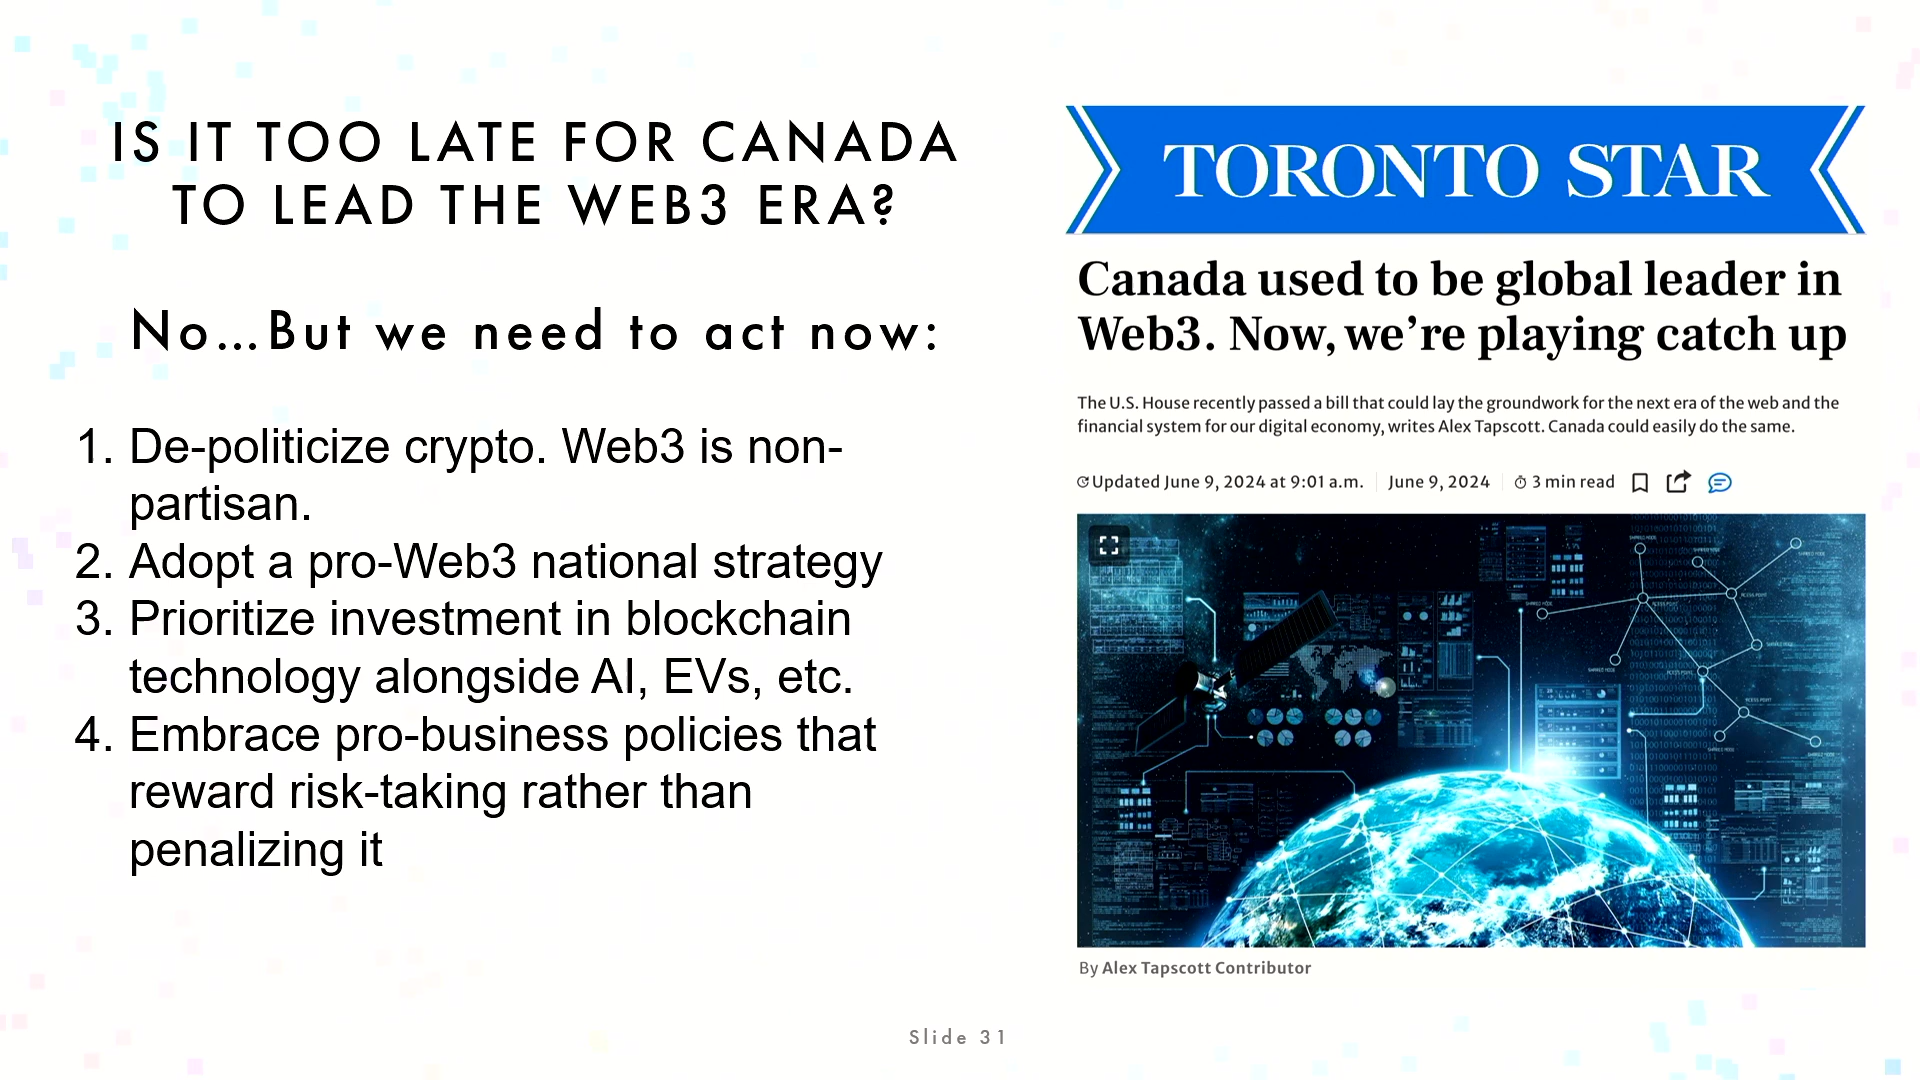 IS IT TOO LATE FOR CANADA
TO LEAD THE WEB3 ERA?
No...But we need to act now:
1. De-politicize crypto. Web3 is non-
partisan.
2. Adopt a pro-Web3 national strategy
3. Prioritize investment in blockchain
technology alongside AI, EVs, etc.
4. Embrace pro-business policies that
reward risk-taking rather than
penalizing it
TORONTO STAR
Canada used to be global leader in
Web3. Now, we’re playing catch up
The U.S. House recently passed a bill that could lay the groundwork for the next era of the web and the
financial system for our digital economy, writes Alex Tapscott. Canada could easily do the same.
Updated June 9, 2024 at 9:01 a.m. June 9, 2024 3 min read
By Alex Tapscott Contributor
Slide 31